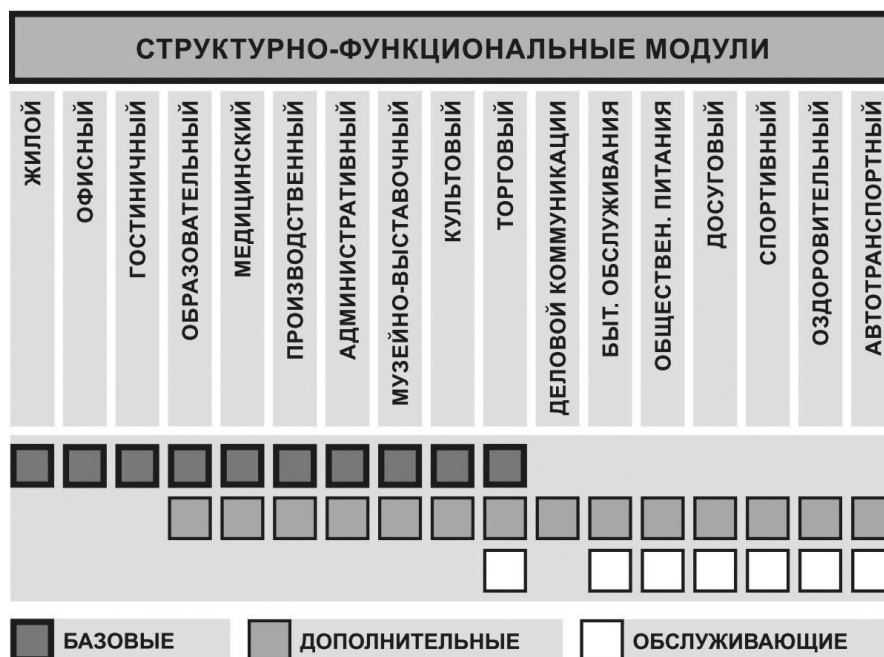 СТРУКТУРНО-ФУНКЦИОНАЛЬНЫЕ МОДУЛИ
ЖИЛОЙ
ОФИСНЫЙ
ГОСТИНИЧНЫЙ
ОБРАЗОВАТЕЛЬНЫЙ
МЕДИЦИНСКИЙ
ПРОИЗВОДСТВЕННЫЙ
АДМИНИСТРАТИВНЫЙ
МУЗЕЙНО-ВЫСТАВОЧНЫЙ
КУЛЬТОВЫЙ
ТОРГОВЫЙ
ДЕЛОВОЙ КОММУНИКАЦИИ
БЫТ. ОБСЛУЖИВАНИЯ
ОБЩЕСТВЕН. ПИТАНИЯ
ДОСУГОВЫЙ
СПОРТИВНЫЙ
ОЗДОРОВИТЕЛЬНЫЙ
АВТОТРАНСПОРТНЫЙ
БАЗОВЫЕ
ДОПОЛНИТЕЛЬНЫЕ
ОБСЛУЖИВАЮЩИЕ